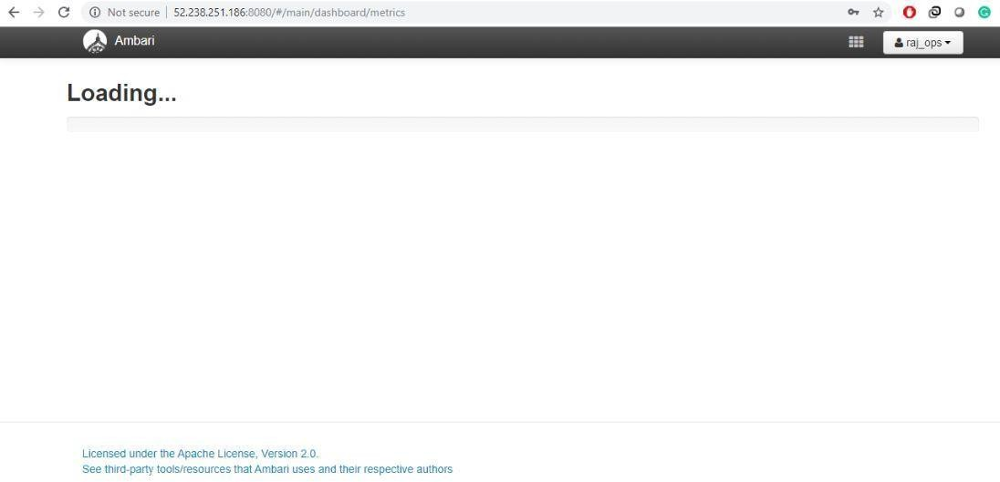 Not secure | 52.238.251.186:8080/#/main/dashboard/metrics
Ambari
raj_ops
Loading...
Licensed under the Apache License, Version 2.0.
See third-party tools/resources that Ambari uses and their respective authors